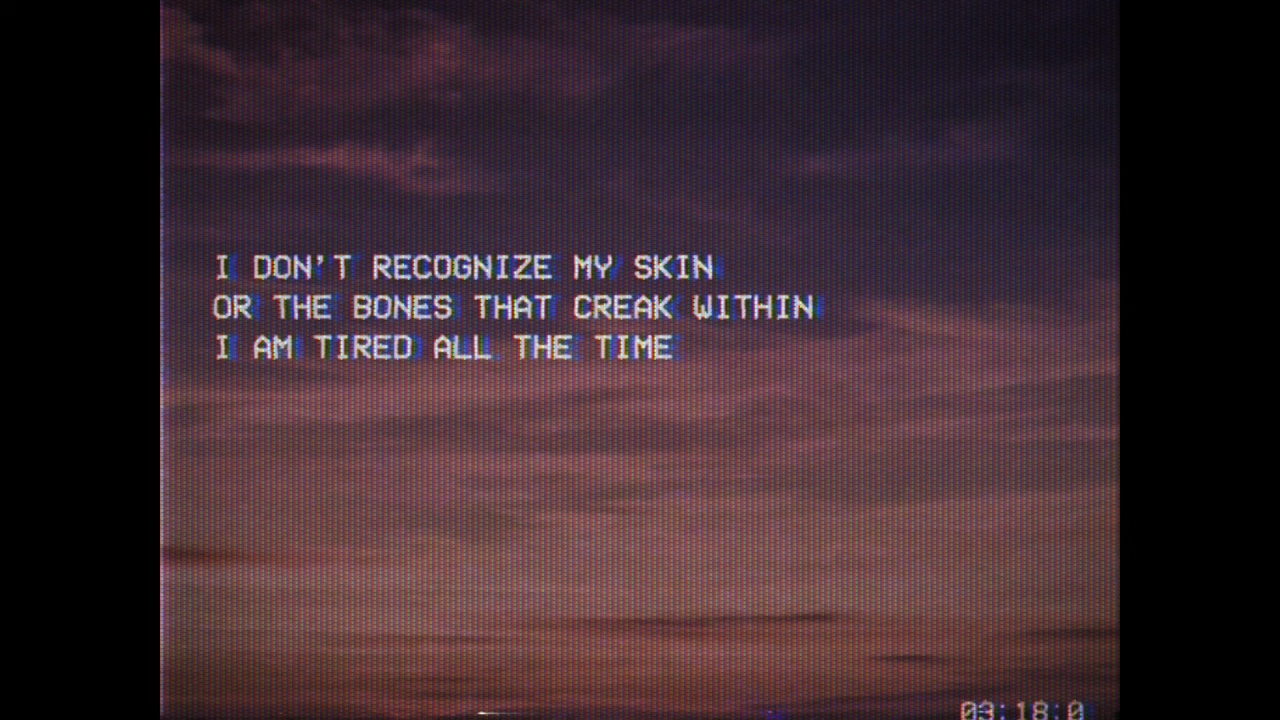 I DON'T RECOGNIZE MY SKIN
OR THE BONES THAT CREAK WITHIN
I AM TIRED ALL THE TIME
03:18:0